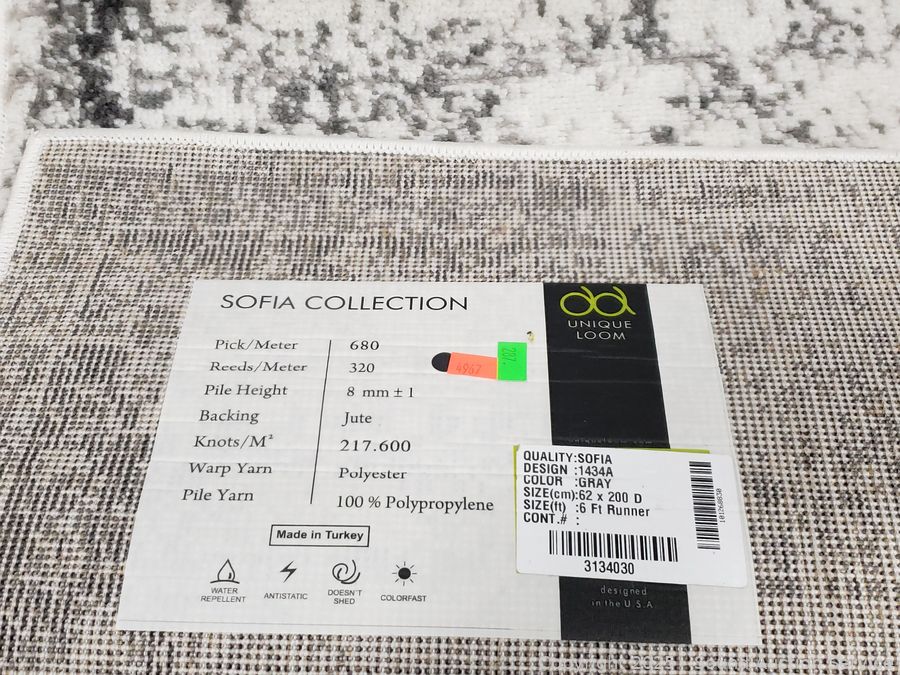 SOFIA COLLECTION
Pick/Meter 680
Reeds/Meter 320
Pile Height 8 mm ± 1
Backing Jute
Knots/M² 217.600
Warp Yarn Polyester
Pile Yarn 100 % Polypropylene
Made in Turkey
WATER REPELLENT
ANTISTATIC
DOESN'T SHED
COLORFAST
4967
287.
UNIQUE
LOOM
QUALITY:SOFIA
DESIGN :1434A
COLOR :GRAY
SIZE(cm):62 x 200 D
SIZE(ft) :6 Ft Runner
CONT.# :
3134030
designed
in the U.S.A